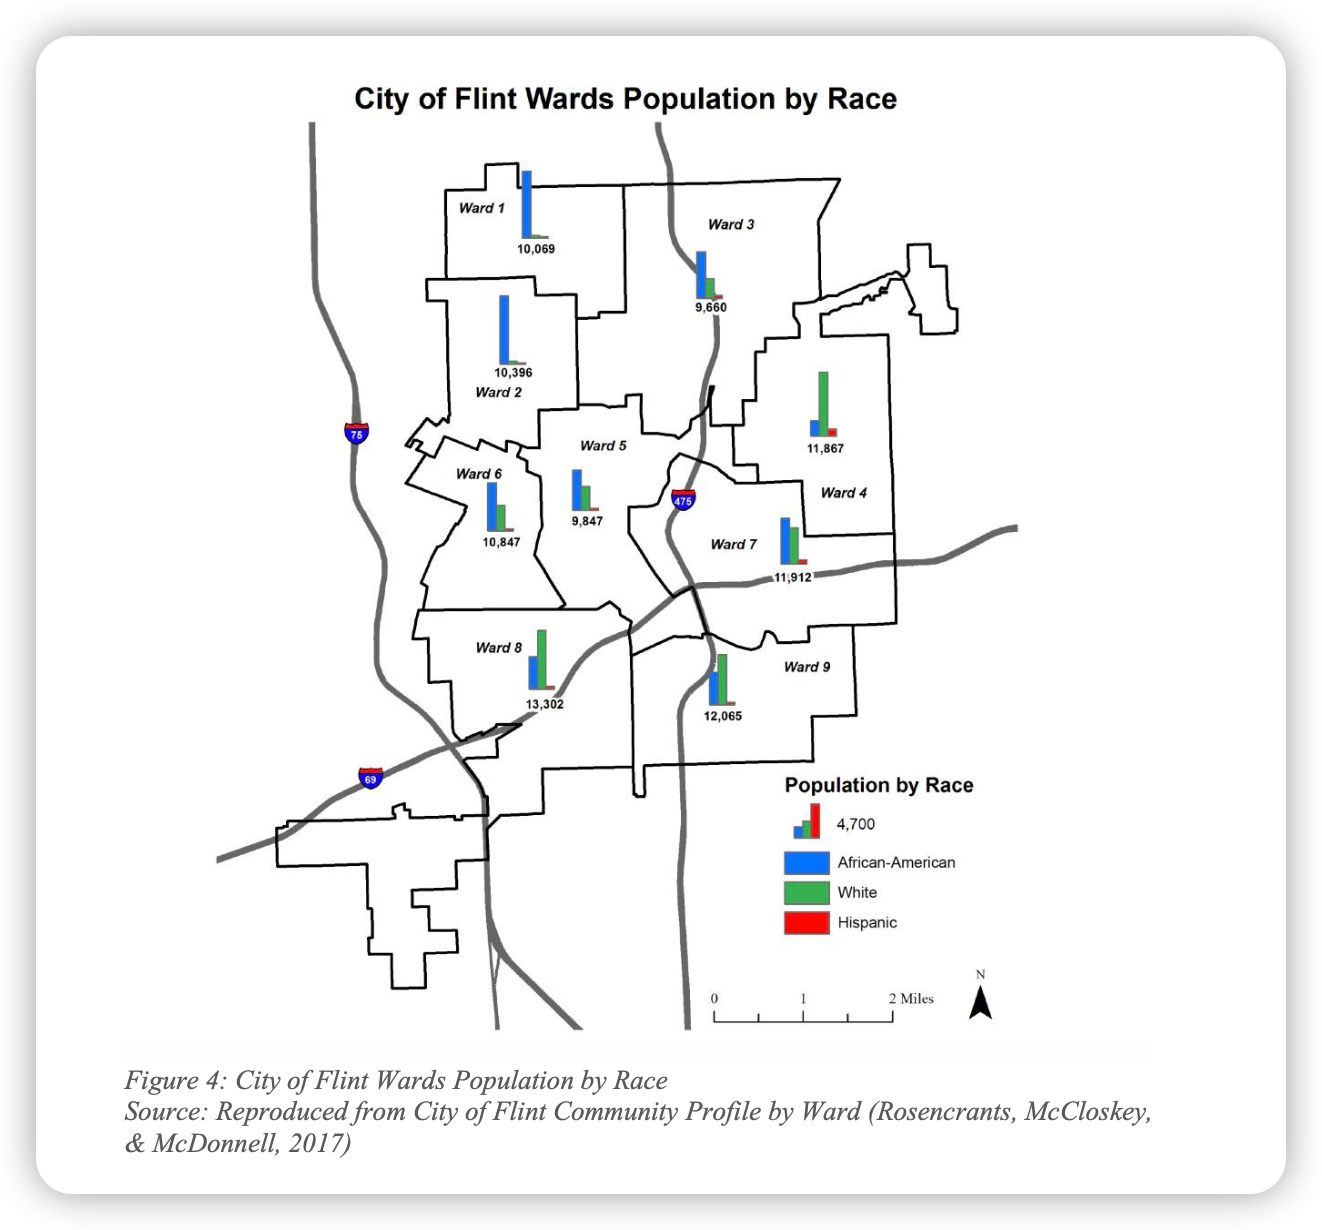 City of Flint Wards Population by Race
Ward 1
10,069
Ward 3
9,660
10,396
Ward 2
75
11,867
Ward 4
Ward 5
9,847
Ward 6
10,847
475
Ward 7
11,912
Ward 8
13,302
Ward 9
12,065
69
Population by Race
4,700
African-American
White
Hispanic
0 1 2 Miles
N
Figure 4: City of Flint Wards Population by Race
Source: Reproduced from City of Flint Community Profile by Ward (Rosencrants, McCloskey,
& McDonnell, 2017)